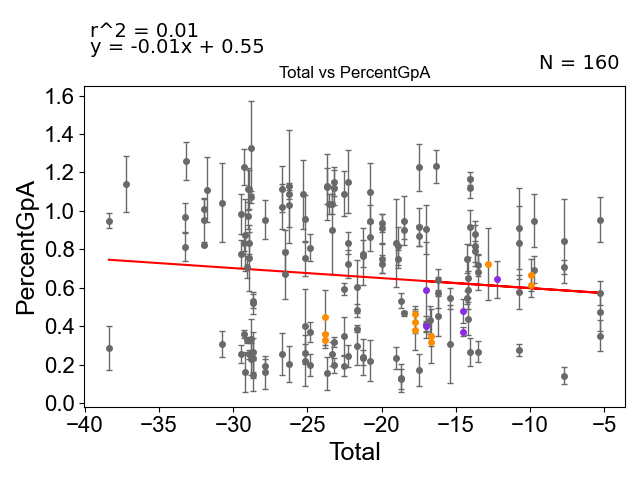 r^2 = 0.01
y = -0.01x + 0.55
N = 160
Total vs PercentGpA
PercentGpA
1.6
1.4
1.2
1.0
0.8
0.6
0.4
0.2
0.0
−40 −35 −30 −25 −20 −15 −10 −5
Total